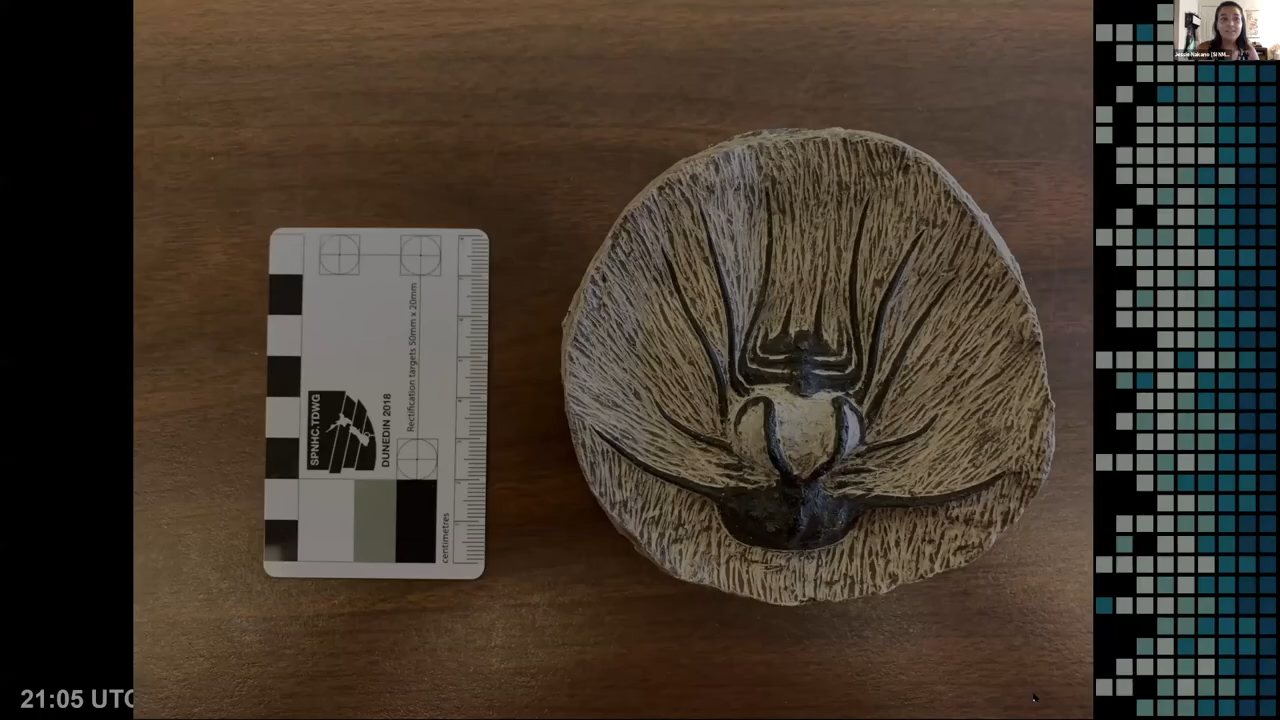 SPNHC.TDWG
DUNEDIN 2018
Rectification targets 50mm x 20mm
centimetres
21:05 UTC